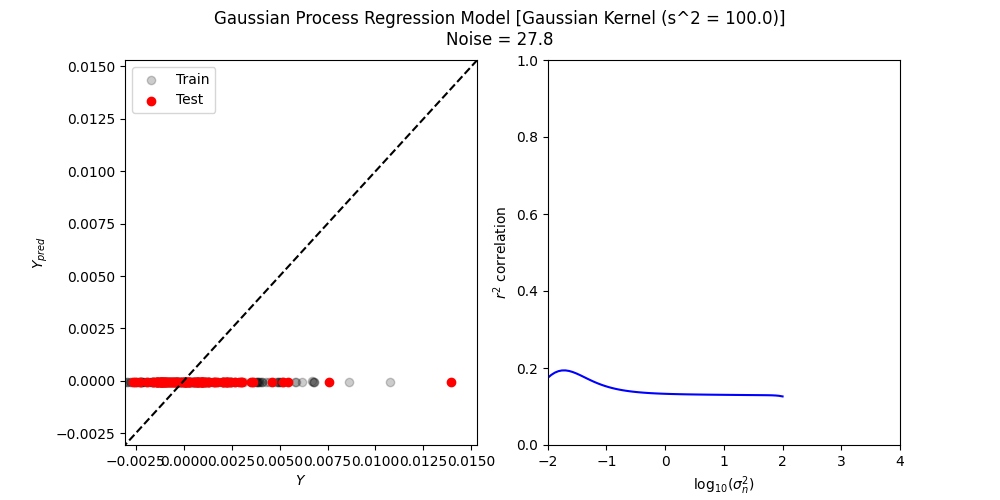 Gaussian Process Regression Model [Gaussian Kernel (s^2 = 100.0)]
Noise = 27.8
Train
Test
0.0150
0.0125
0.0100
0.0075
0.0050
0.0025
0.0000
−0.0025
Y_pred
−0.0025 0.0000 0.0025 0.0050 0.0075 0.0100 0.0125 0.0150
Y
1.0
0.8
0.6
0.4
0.2
0.0
r² correlation
−2 −1 0 1 2 3 4
log₁₀(σₙ²)